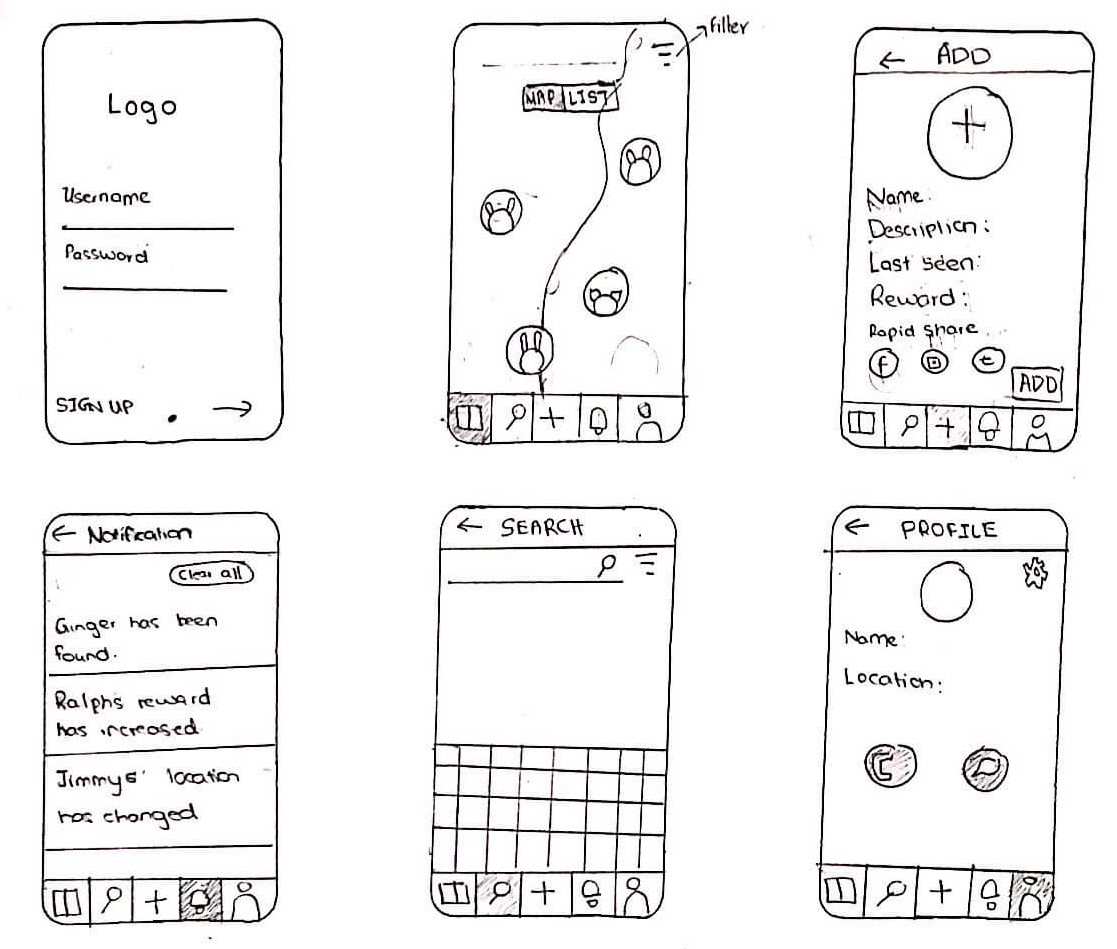 Logo
Username
Password
SIGN UP
filter
MAP LIST
← ADD
+
Name:
Description:
Last seen:
Reward:
Rapid share
f t
ADD
+
+
← Notification
Clear all
Ginger has been
found.
Ralphs reward
has increased
Jimmys' location
has changed
+
← SEARCH
+
← PROFILE
Name:
Location:
+